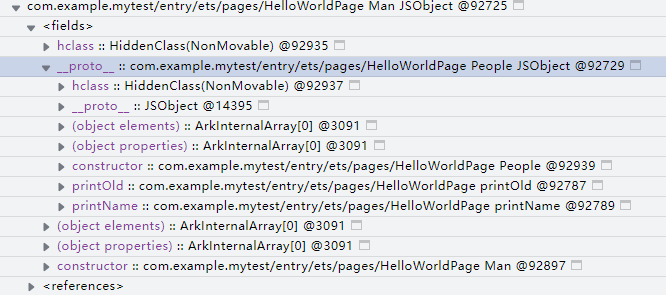 com.example.mytest/entry/ets/pages/HelloWorldPage Man JSObject @92725
<fields>
hclass :: HiddenClass(NonMovable) @92935
__proto__ :: com.example.mytest/entry/ets/pages/HelloWorldPage People JSObject @92729
hclass :: HiddenClass(NonMovable) @92937
__proto__ :: JSObject @14395
(object elements) :: ArkInternalArray[0] @3091
(object properties) :: ArkInternalArray[0] @3091
constructor :: com.example.mytest/entry/ets/pages/HelloWorldPage People @92939
printOld :: com.example.mytest/entry/ets/pages/HelloWorldPage printOld @92787
printName :: com.example.mytest/entry/ets/pages/HelloWorldPage printName @92789
(object elements) :: ArkInternalArray[0] @3091
(object properties) :: ArkInternalArray[0] @3091
constructor :: com.example.mytest/entry/ets/pages/HelloWorldPage Man @92897
<references>